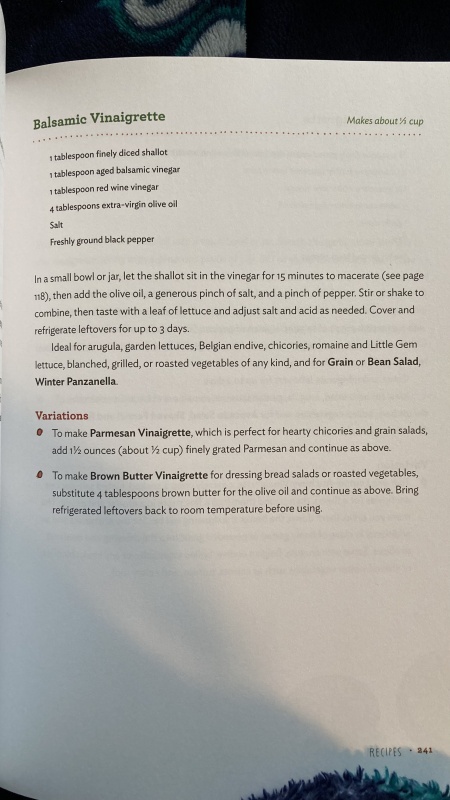 Balsamic Vinaigrette
Makes about ⅓ cup
1 tablespoon finely diced shallot
1 tablespoon aged balsamic vinegar
1 tablespoon red wine vinegar
4 tablespoons extra-virgin olive oil
Salt
Freshly ground black pepper
In a small bowl or jar, let the shallot sit in the vinegar for 15 minutes to macerate (see page
118), then add the olive oil, a generous pinch of salt, and a pinch of pepper. Stir or shake to
combine, then taste with a leaf of lettuce and adjust salt and acid as needed. Cover and
refrigerate leftovers for up to 3 days.
Ideal for arugula, garden lettuces, Belgian endive, chicories, romaine and Little Gem
lettuce, blanched, grilled, or roasted vegetables of any kind, and for Grain or Bean Salad,
Winter Panzanella.
Variations
To make Parmesan Vinaigrette, which is perfect for hearty chicories and grain salads,
add 1½ ounces (about ½ cup) finely grated Parmesan and continue as above.
To make Brown Butter Vinaigrette for dressing bread salads or roasted vegetables,
substitute 4 tablespoons brown butter for the olive oil and continue as above. Bring
refrigerated leftovers back to room temperature before using.
RECIPES • 241